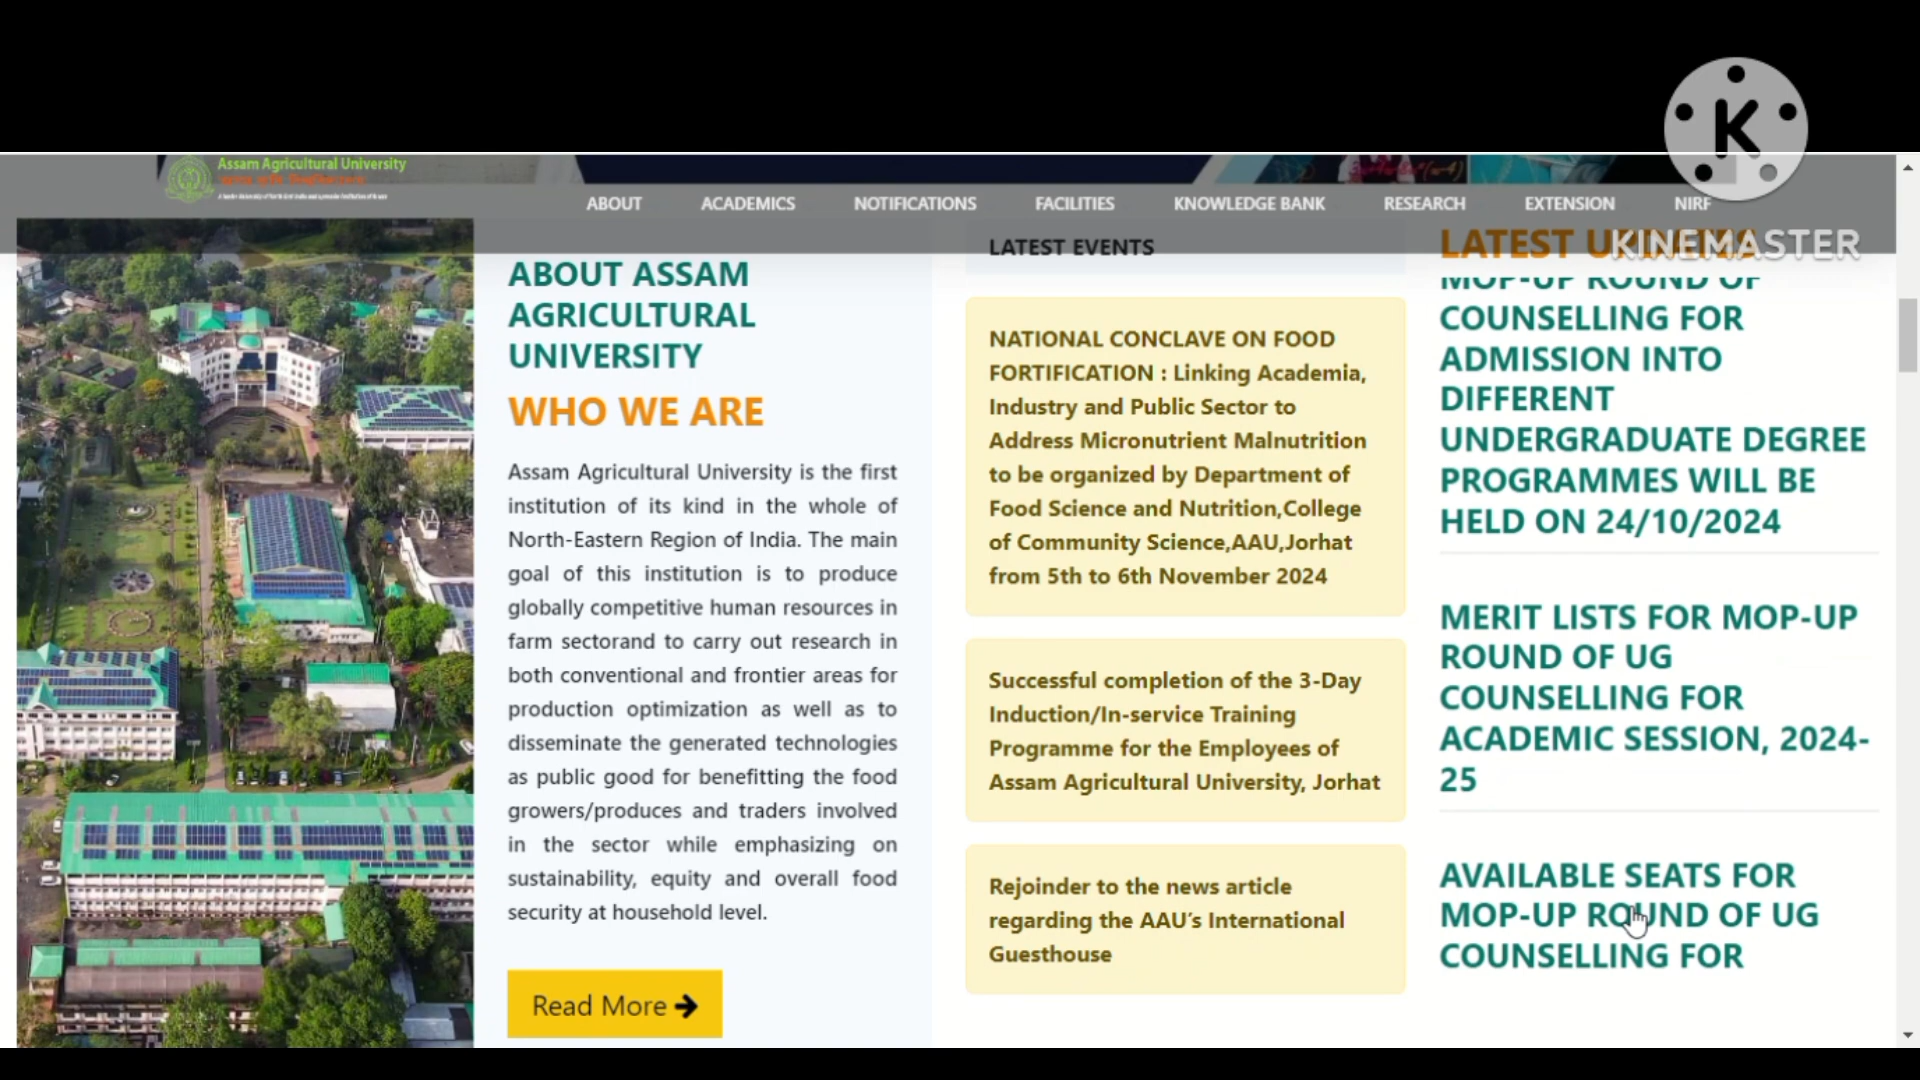 K
KINEMASTER
Assam Agricultural University
ABOUT
ACADEMICS
NOTIFICATIONS
FACILITIES
KNOWLEDGE BANK
RESEARCH
EXTENSION
NIRF
ABOUT ASSAM
AGRICULTURAL
UNIVERSITY
WHO WE ARE
Assam Agricultural University is the first
institution of its kind in the whole of
North-Eastern Region of India. The main
goal of this institution is to produce
globally competitive human resources in
farm sectorand to carry out research in
both conventional and frontier areas for
production optimization as well as to
disseminate the generated technologies
as public good for benefitting the food
growers/produces and traders involved
in the sector while emphasizing on
sustainability, equity and overall food
security at household level.
Read More
LATEST EVENTS
NATIONAL CONCLAVE ON FOOD
FORTIFICATION : Linking Academia,
Industry and Public Sector to
Address Micronutrient Malnutrition
to be organized by Department of
Food Science and Nutrition,College
of Community Science,AAU,Jorhat
from 5th to 6th November 2024
Successful completion of the 3-Day
Induction/In-service Training
Programme for the Employees of
Assam Agricultural University, Jorhat
Rejoinder to the news article
regarding the AAU's International
Guesthouse
LATEST UPDATES
MOP-UP ROUND OF
COUNSELLING FOR
ADMISSION INTO
DIFFERENT
UNDERGRADUATE DEGREE
PROGRAMMES WILL BE
HELD ON 24/10/2024
MERIT LISTS FOR MOP-UP
ROUND OF UG
COUNSELLING FOR
ACADEMIC SESSION, 2024-
25
AVAILABLE SEATS FOR
MOP-UP ROUND OF UG
COUNSELLING FOR